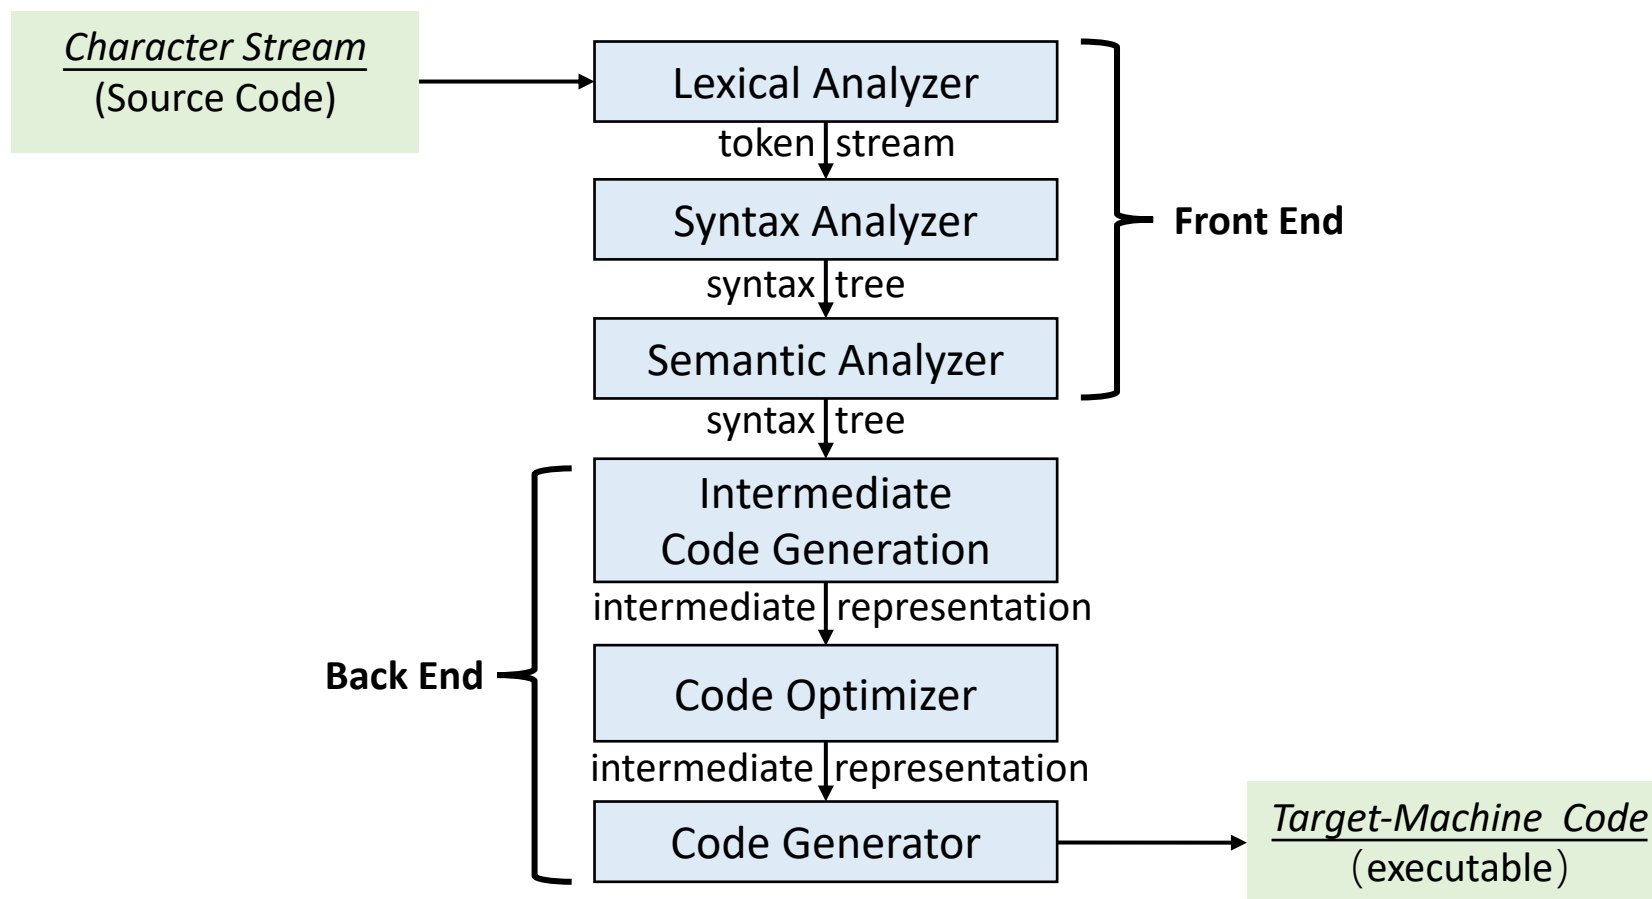 Character Stream
(Source Code)
Lexical Analyzer
token stream
Syntax Analyzer
Front End
syntax tree
Semantic Analyzer
syntax tree
Intermediate
Code Generation
intermediate representation
Back End
Code Optimizer
intermediate representation
Code Generator
Target-Machine Code
（executable）